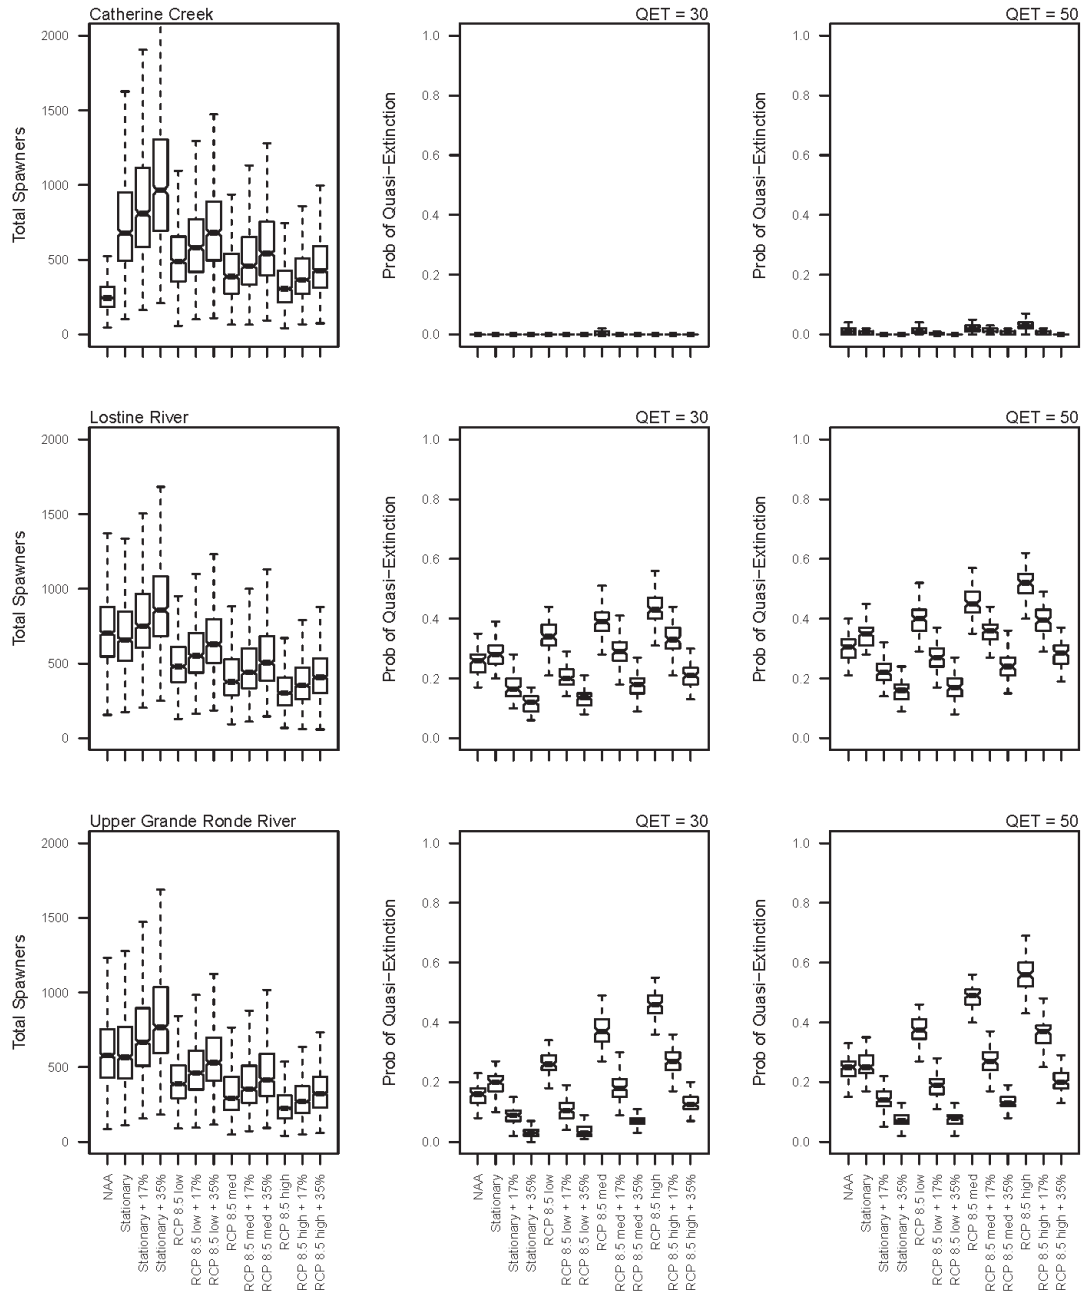 Catherine Creek
QET = 30
QET = 50
Total Spawners
2000
1500
1000
500
0
Prob of Quasi−Extinction
1.0
0.8
0.6
0.4
0.2
0.0
Prob of Quasi−Extinction
1.0
0.8
0.6
0.4
0.2
0.0
Lostine River
QET = 30
QET = 50
Total Spawners
2000
1500
1000
500
0
Prob of Quasi−Extinction
1.0
0.8
0.6
0.4
0.2
0.0
Prob of Quasi−Extinction
1.0
0.8
0.6
0.4
0.2
0.0
Upper Grande Ronde River
QET = 30
QET = 50
Total Spawners
2000
1500
1000
500
0
Prob of Quasi−Extinction
1.0
0.8
0.6
0.4
0.2
0.0
Prob of Quasi−Extinction
1.0
0.8
0.6
0.4
0.2
0.0
NAA
Stationary
Stationary + 17%
Stationary + 35%
RCP 8.5 low
RCP 8.5 low + 17%
RCP 8.5 low + 35%
RCP 8.5 med
RCP 8.5 med + 17%
RCP 8.5 med + 35%
RCP 8.5 high
RCP 8.5 high + 17%
RCP 8.5 high + 35%
NAA
Stationary
Stationary + 17%
Stationary + 35%
RCP 8.5 low
RCP 8.5 low + 17%
RCP 8.5 low + 35%
RCP 8.5 med
RCP 8.5 med + 17%
RCP 8.5 med + 35%
RCP 8.5 high
RCP 8.5 high + 17%
RCP 8.5 high + 35%
NAA
Stationary
Stationary + 17%
Stationary + 35%
RCP 8.5 low
RCP 8.5 low + 17%
RCP 8.5 low + 35%
RCP 8.5 med
RCP 8.5 med + 17%
RCP 8.5 med + 35%
RCP 8.5 high
RCP 8.5 high + 17%
RCP 8.5 high + 35%